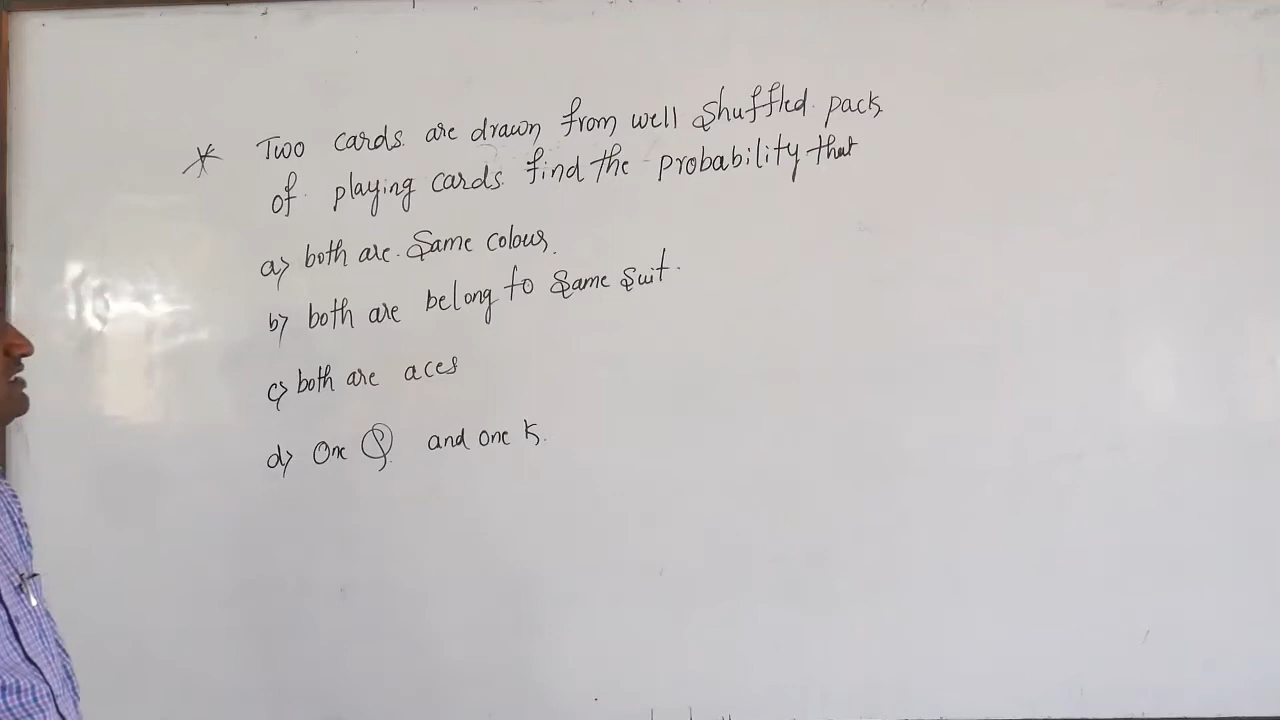 * Two cards. are drawn from well shuffled. pack
of playing cards. find the probability that
a) both are same colour.
b) both are belong to same suit.
c) both are aces
d) One Q and one K.